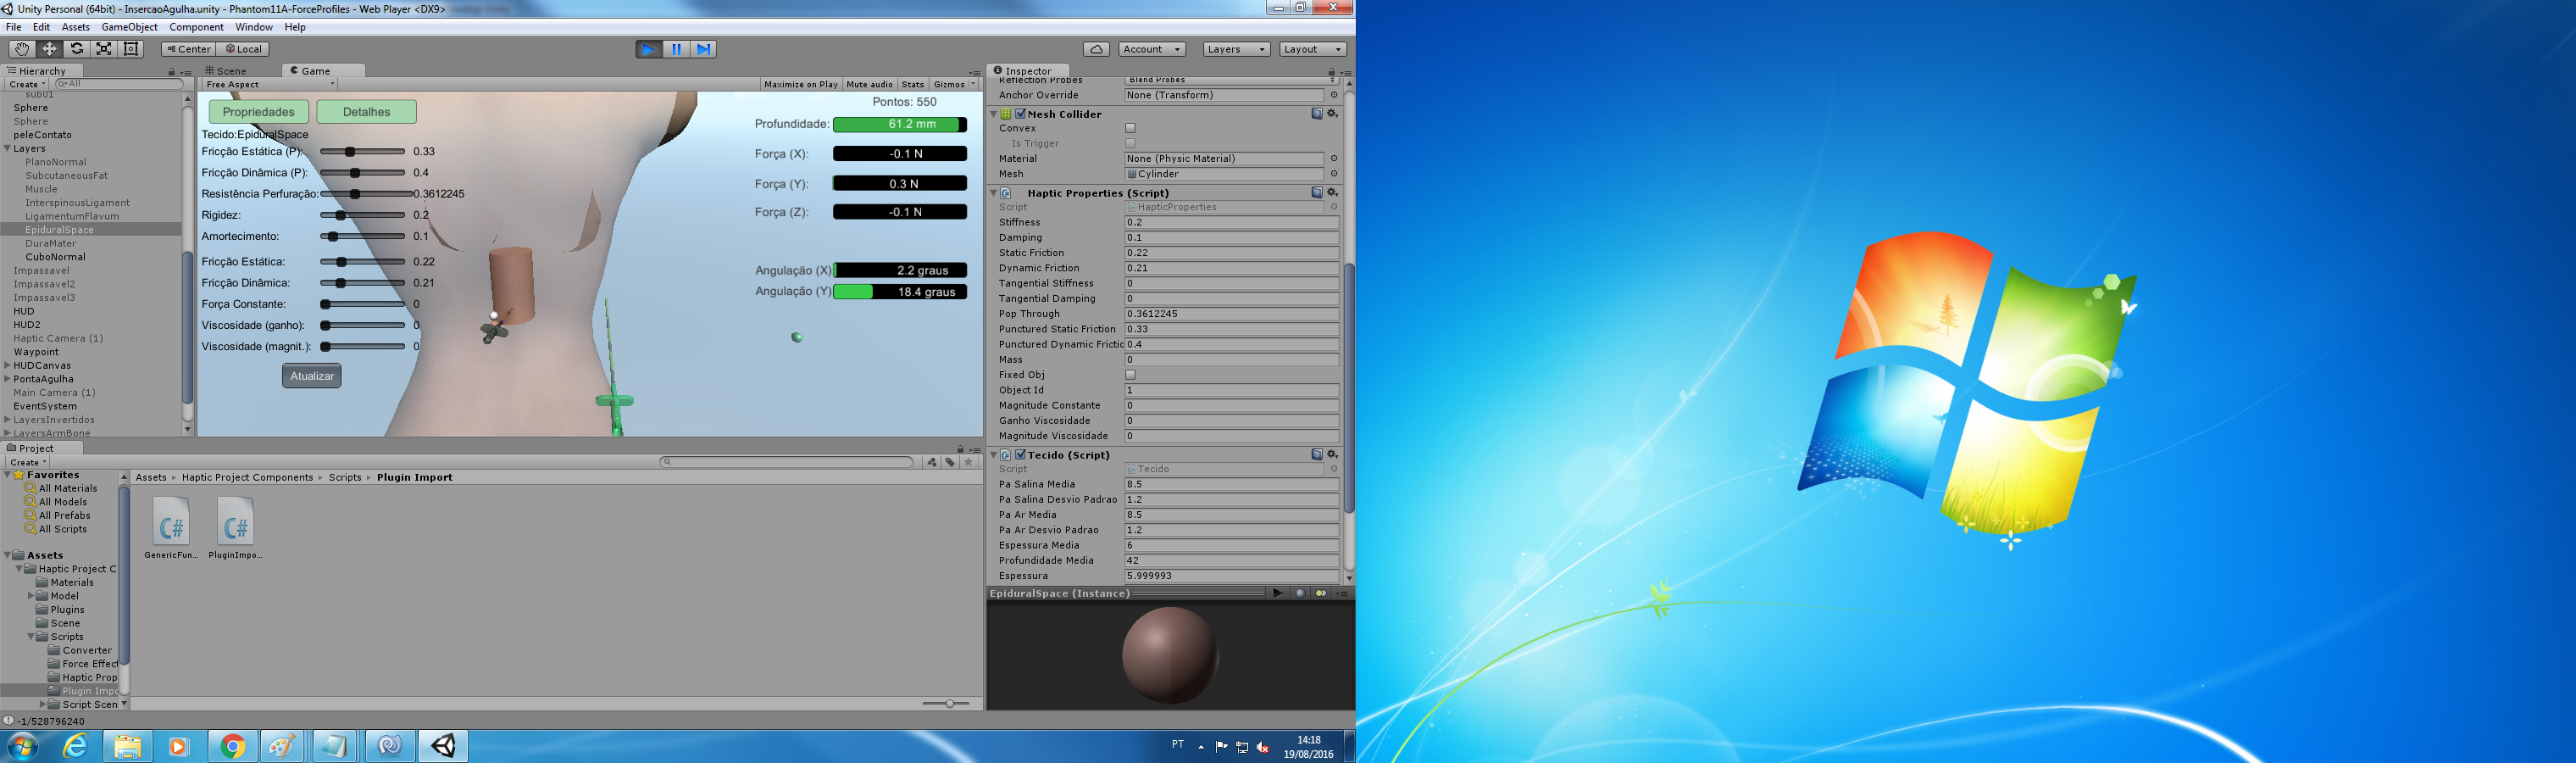 Unity Personal (64bit) - InsercaoAgulha.unity - Phantom11A-ForceProfiles - Web Player <DX9>
File Edit Assets GameObject Component Window Help
Center Local
Account Layers Layout
Hierarchy
Create All
sub01
Sphere
Sphere
peleContato
Layers
PlanoNormal
SubcutaneousFat
Muscle
InterspinousLigament
LigamentumFlavum
EpiduralSpace
DuraMater
CuboNormal
Impassavel
Impassavel2
Impassavel3
HUD
HUD2
Haptic Camera (1)
Waypoint
HUDCanvas
PontaAgulha
Main Camera (1)
EventSystem
LayersInvertidos
LayersArmBone
Scene Game
Free Aspect
Maximize on Play Mute audio Stats Gizmos
Propriedades Detalhes
Tecido:EpiduralSpace
Fricção Estática (P): 0.33
Fricção Dinâmica (P): 0.4
Resistência Perfuração: 0.3612245
Rigidez: 0.2
Amortecimento: 0.1
Fricção Estática: 0.22
Fricção Dinâmica: 0.21
Força Constante: 0
Viscosidade (ganho): 0
Viscosidade (magnit.): 0
Atualizar
Pontos: 550
Profundidade: 61.2 mm
Força (X): -0.1 N
Força (Y): 0.3 N
Força (Z): -0.1 N
Angulação (X) 2.2 graus
Angulação (Y) 18.4 graus
Inspector
Reflection Probes Blend Probes
Anchor Override None (Transform)
Mesh Collider
Convex
Is Trigger
Material None (Physic Material)
Mesh Cylinder
Haptic Properties (Script)
Script HapticProperties
Stiffness 0.2
Damping 0.1
Static Friction 0.22
Dynamic Friction 0.21
Tangential Stiffness 0
Tangential Damping 0
Pop Through 0.3612245
Punctured Static Friction 0.33
Punctured Dynamic Frictic 0.4
Mass 0
Fixed Obj
Object Id 1
Magnitude Constante 0
Ganho Viscosidade 0
Magnitude Viscosidade 0
Tecido (Script)
Script Tecido
Pa Salina Media 8.5
Pa Salina Desvio Padrao 1.2
Pa Ar Media 8.5
Pa Ar Desvio Padrao 1.2
Espessura Media 6
Profundidade Media 42
Espessura 5.999993
EpiduralSpace (Instance)
Project
Create
Favorites
All Materials
All Models
All Prefabs
All Scripts
Assets
Haptic Project C
Materials
Model
Plugins
Scene
Scripts
Converter
Force Effect
Haptic Prop
Plugin Impo
Script Scen
Assets Haptic Project Components Scripts Plugin Import
C# C#
GenericFun... PluginImpo...
-1/528796240
PT
14:18
19/08/2016